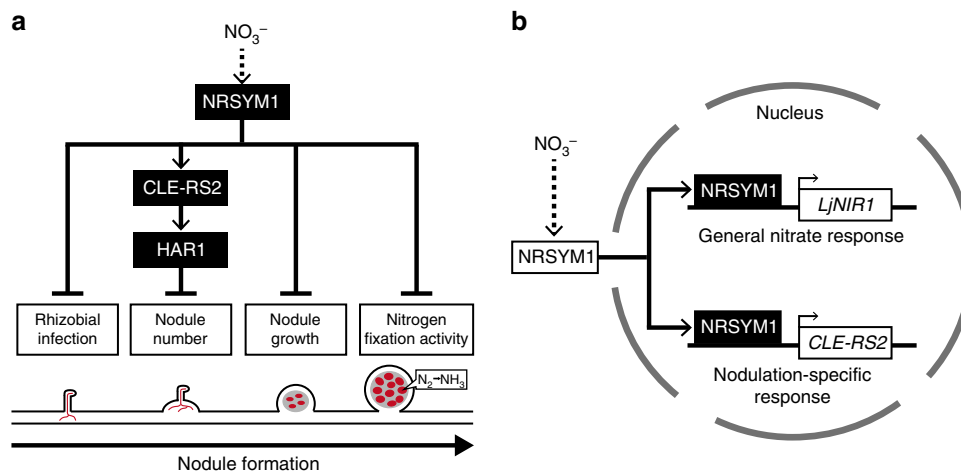 a
NO₃⁻
NRSYM1
CLE-RS2
HAR1
Rhizobial
infection
Nodule
number
Nodule
growth
Nitrogen
fixation activity
N₂→NH₃
Nodule formation
b
Nucleus
NO₃⁻
NRSYM1
NRSYM1
LjNIR1
General nitrate response
NRSYM1
CLE-RS2
Nodulation-specific
response